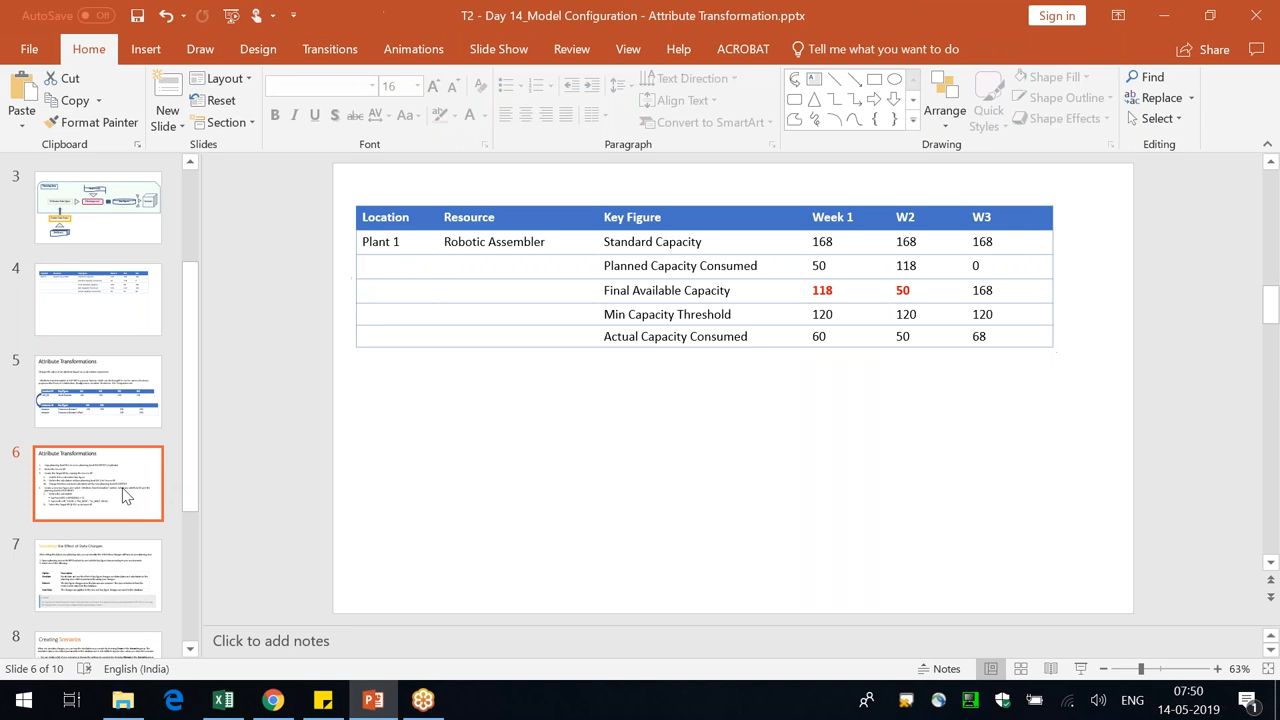 AutoSave Off
T2 - Day 14_Model Configuration - Attribute Transformation.pptx
Sign in
File Home Insert Draw Design Transitions Animations Slide Show Review View Help ACROBAT Tell me what you want to do Share
Paste Cut Copy Format Painter
New Slide Layout Reset Section
16
Text Direction Align Text Convert to SmartArt
Arrange Quick Styles
Shape Fill Shape Outline Shape Effects
Find Replace Select
Clipboard Slides Font Paragraph Drawing Editing
3
4
5
Attribute Transformations
6
Attribute Transformations
7
the Effect of Data Changes
8
Creating Scenarios
Location Resource Key Figure Week 1 W2 W3
Plant 1 Robotic Assembler Standard Capacity 168 168 168
Planned Capacity Consumed 50 118 0
Final Available Capacity 118 50 168
Min Capacity Threshold 120 120 120
Actual Capacity Consumed 60 50 68
Click to add notes
Slide 6 of 10 English (India) Notes 63%
ENG
07:50
14-05-2019
1